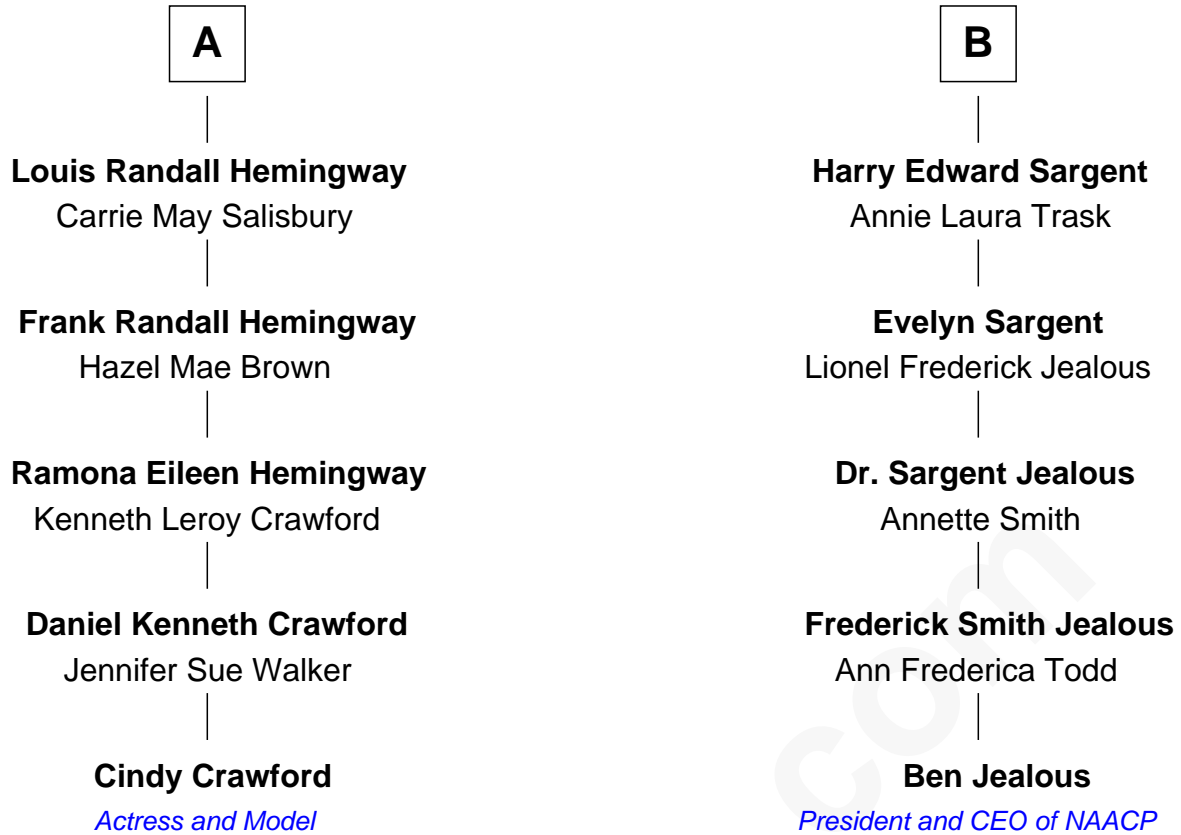 A
Louis Randall Hemingway
Carrie May Salisbury
Frank Randall Hemingway
Hazel Mae Brown
Ramona Eileen Hemingway
Kenneth Leroy Crawford
Daniel Kenneth Crawford
Jennifer Sue Walker
Cindy Crawford
Actress and Model
B
Harry Edward Sargent
Annie Laura Trask
Evelyn Sargent
Lionel Frederick Jealous
Dr. Sargent Jealous
Annette Smith
Frederick Smith Jealous
Ann Frederica Todd
Ben Jealous
President and CEO of NAACP
com